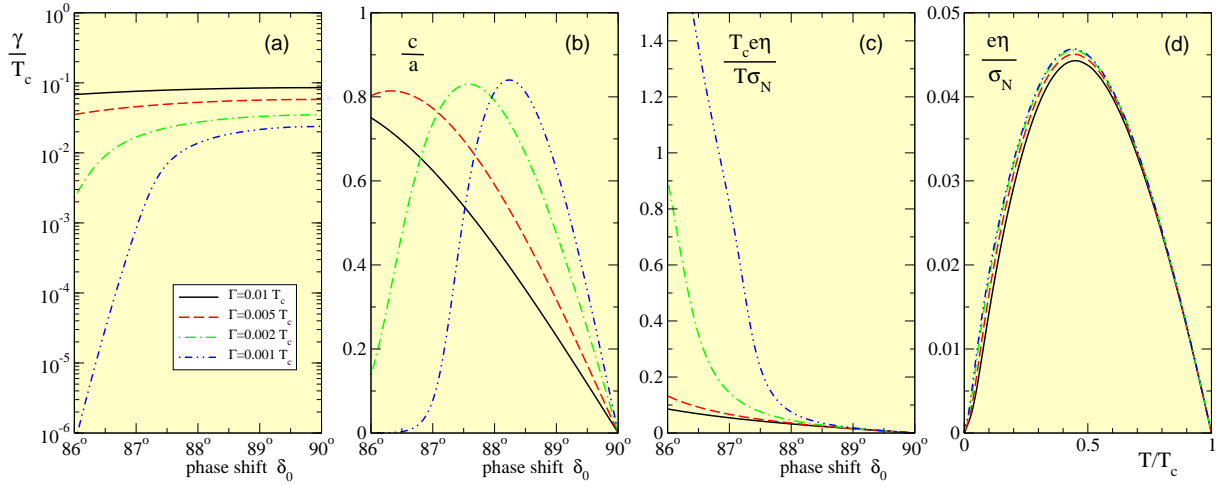 γ
T_c
(a)
10^0
10^-1
10^-2
10^-3
10^-4
10^-5
10^-6
Γ=0.01 T_c
Γ=0.005 T_c
Γ=0.002 T_c
Γ=0.001 T_c
86° 87° 88° 89° 90°
phase shift δ_0
c
a
(b)
1
0.8
0.6
0.4
0.2
0
86° 87° 88° 89° 90°
phase shift δ_0
T_c eη
Tσ_N
(c)
1.4
1.2
1
0.8
0.6
0.4
0.2
0
86° 87° 88° 89° 90°
phase shift δ_0
eη
σ_N
(d)
0.05
0.04
0.03
0.02
0.01
0
0 0.5 1
T/T_c